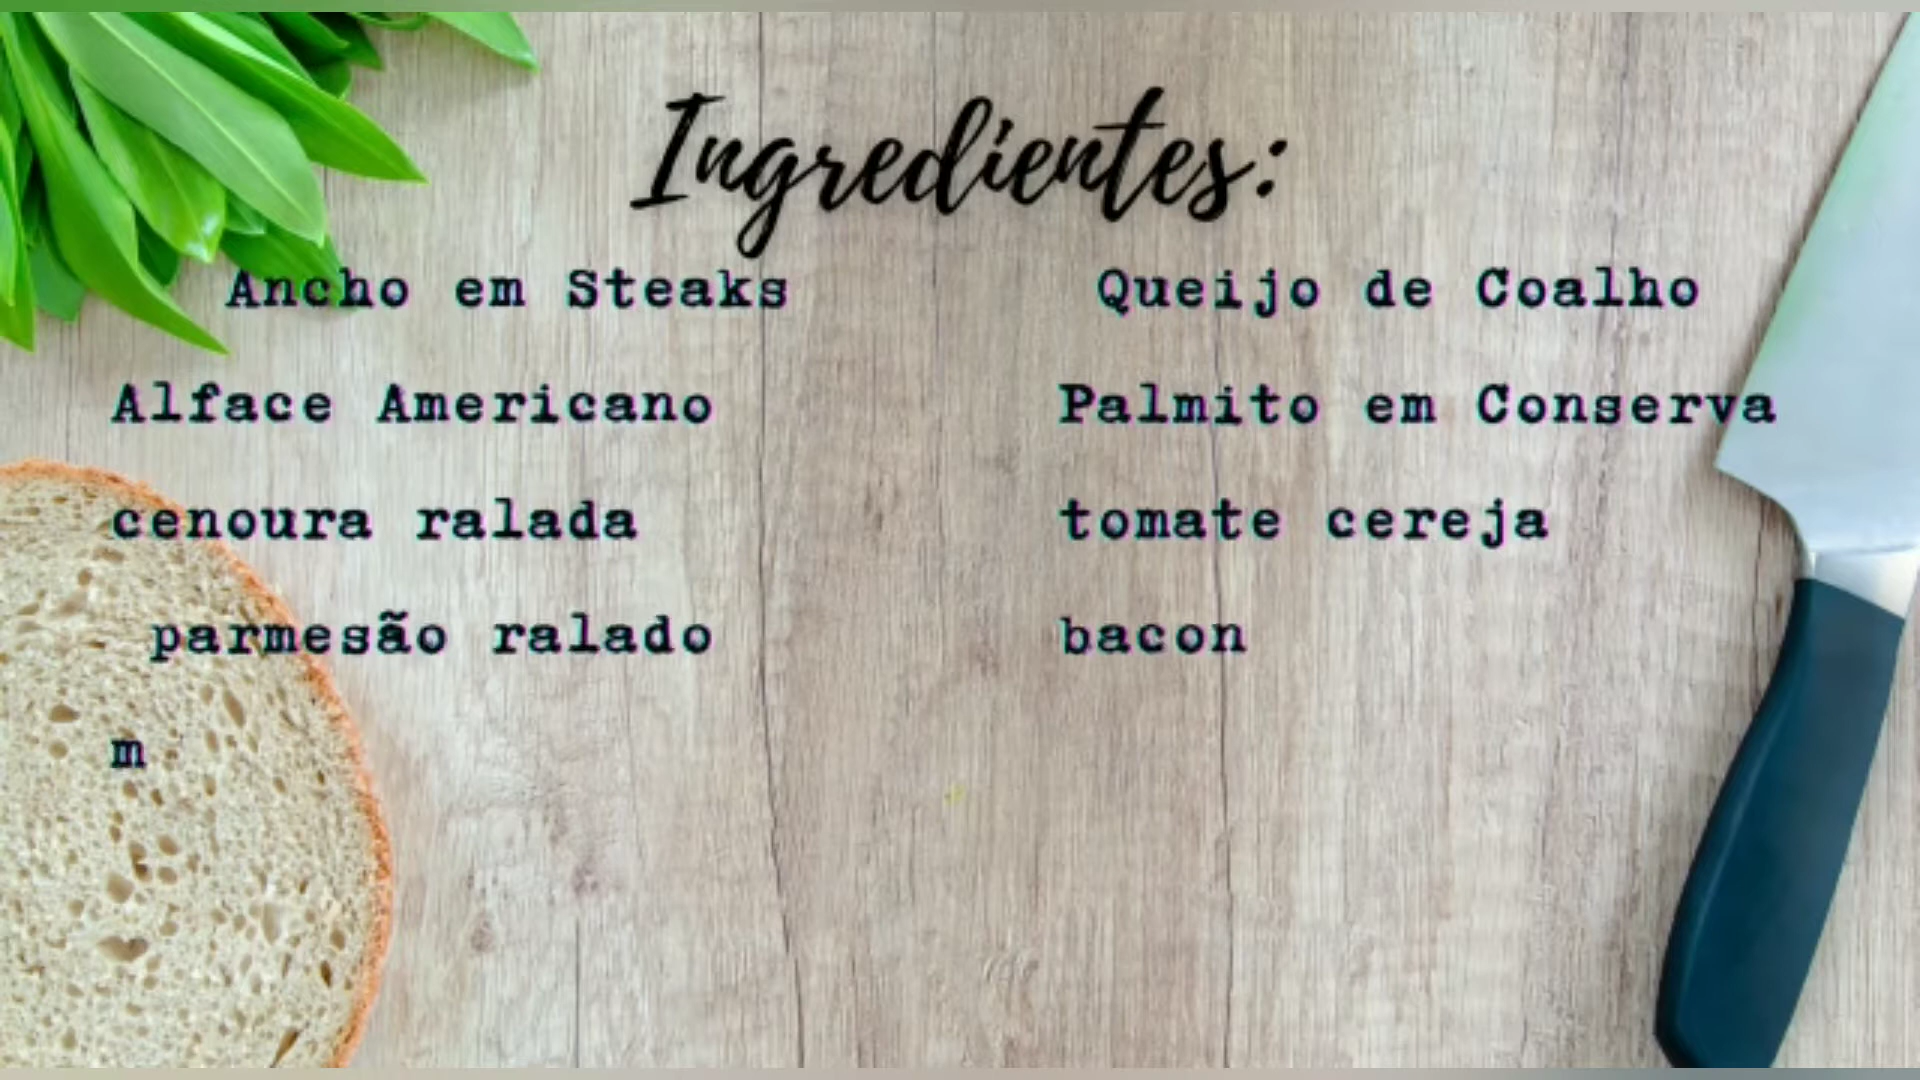 Ingredientes:
Ancho em Steaks
Alface Americano
cenoura ralada
parmesão ralado
m
Queijo de Coalho
Palmito em Conserva
tomate cereja
bacon